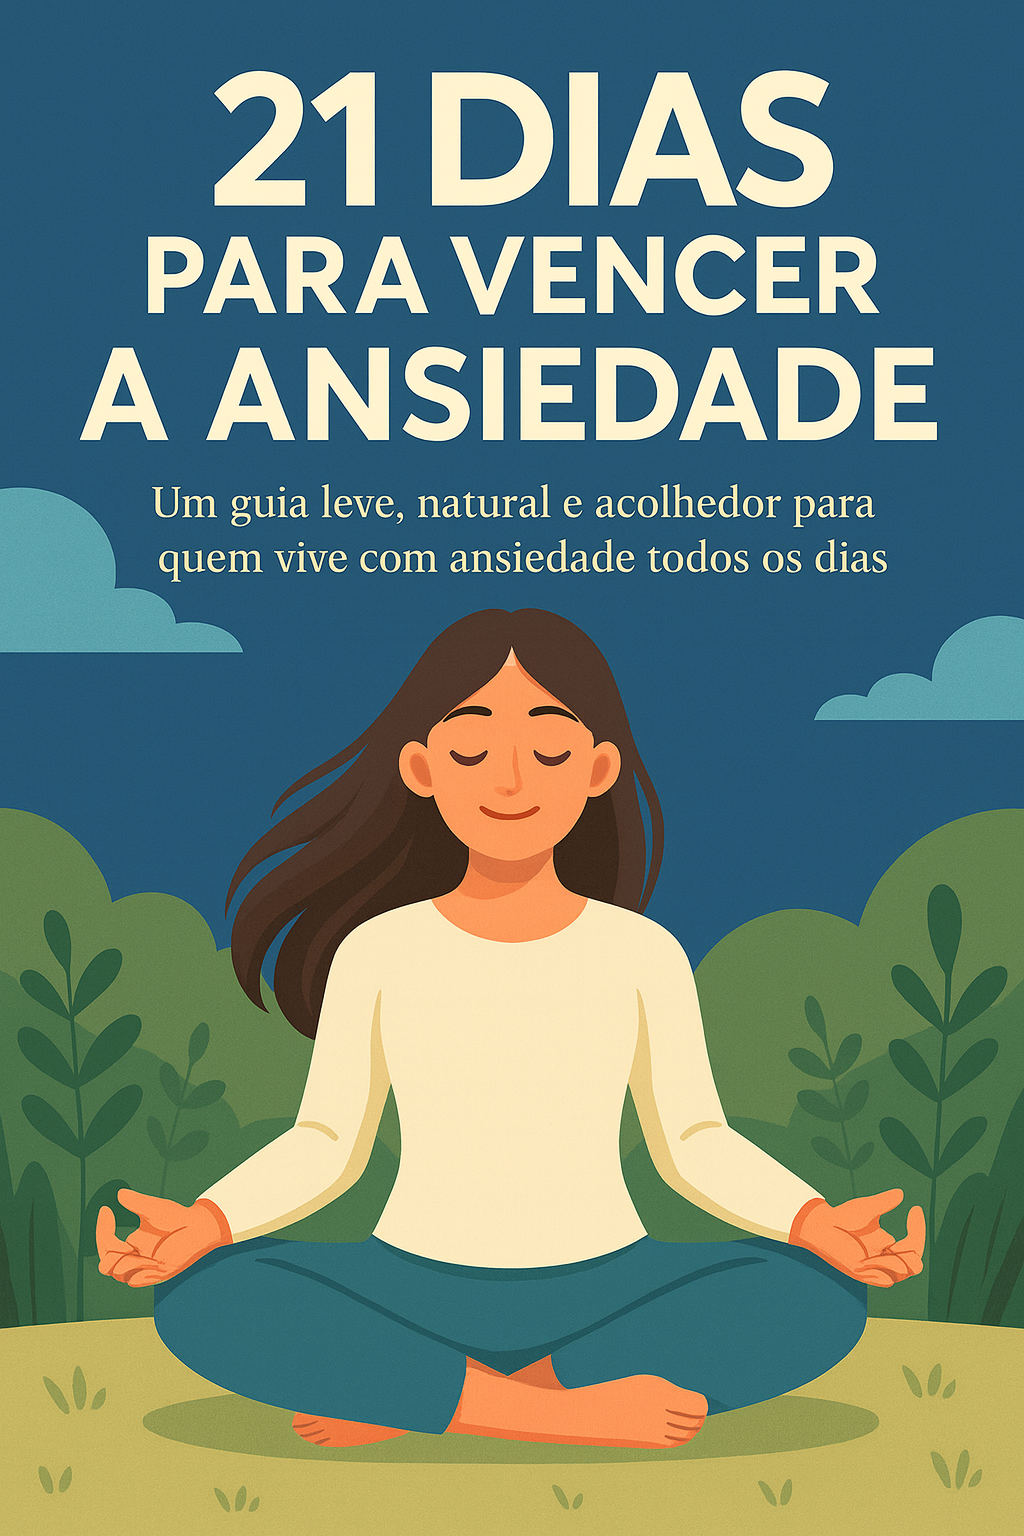 21 DIAS
PARA VENCER
A ANSIEDADE
Um guia leve, natural e acolhedor para
quem vive com ansiedade todos os dias